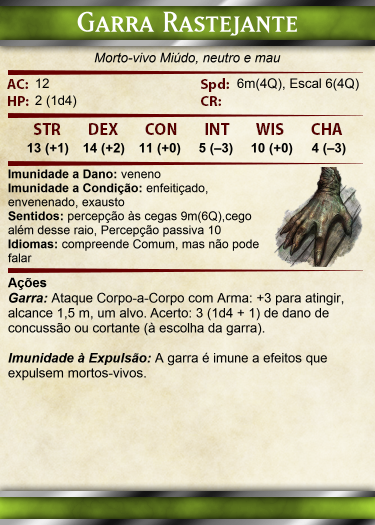 Garra Rastejante
Morto-vivo Miúdo, neutro e mau
AC: 12 Spd: 6m(4Q), Escal 6(4Q)
HP: 2 (1d4) CR:
STR DEX CON INT WIS CHA
13 (+1) 14 (+2) 11 (+0) 5 (–3) 10 (+0) 4 (–3)
Imunidade a Dano: veneno
Imunidade a Condição: enfeitiçado,
envenenado, exausto
Sentidos: percepção às cegas 9m(6Q),cego
além desse raio, Percepção passiva 10
Idiomas: compreende Comum, mas não pode
falar
Ações
Garra: Ataque Corpo-a-Corpo com Arma: +3 para atingir,
alcance 1,5 m, um alvo. Acerto: 3 (1d4 + 1) de dano de
concussão ou cortante (à escolha da garra).
Imunidade à Expulsão: A garra é imune a efeitos que
expulsem mortos-vivos.